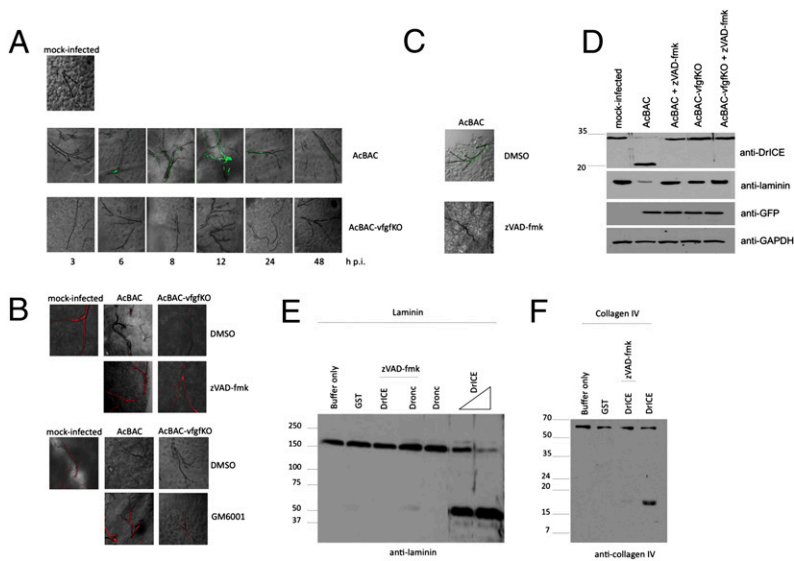 A
mock-infected
AcBAC
AcBAC-vfgfKO
3 6 8 12 24 48 h p.i.
B
mock-infected AcBAC AcBAC-vfgfKO
DMSO
zVAD-fmk
mock-infected AcBAC AcBAC-vfgfKO
DMSO
GM6001
C
AcBAC
DMSO
zVAD-fmk
D
mock-infected
AcBAC
AcBAC + zVAD-fmk
AcBAC-vfgfKO
AcBAC-vfgfKO + zVAD-fmk
35
20
anti-DrICE
anti-laminin
anti-GFP
anti-GAPDH
E
Laminin
zVAD-fmk
Buffer only
GST
DrICE
Dronc
Dronc
DrICE
250
150
100
75
50
37
anti-laminin
F
Collagen IV
zVAD-fmk
Buffer only
GST
DrICE
DrICE
70
50
24
20
15
7
anti-collagen IV